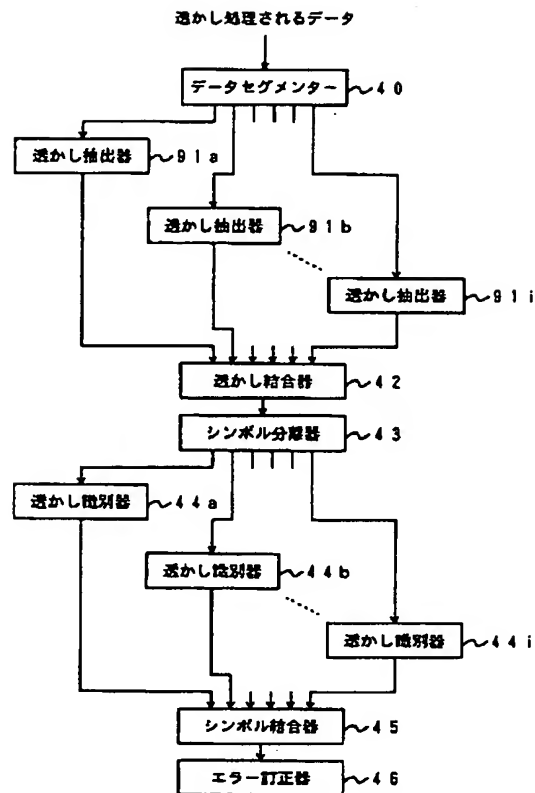 透かし処理されるデータ
データセグメンター 40
透かし抽出器 91a
透かし抽出器 91b
透かし抽出器 91i
透かし結合器 42
シンボル分離器 43
透かし識別器 44a
透かし識別器 44b
透かし識別器 44i
シンボル結合器 45
エラー訂正器 46